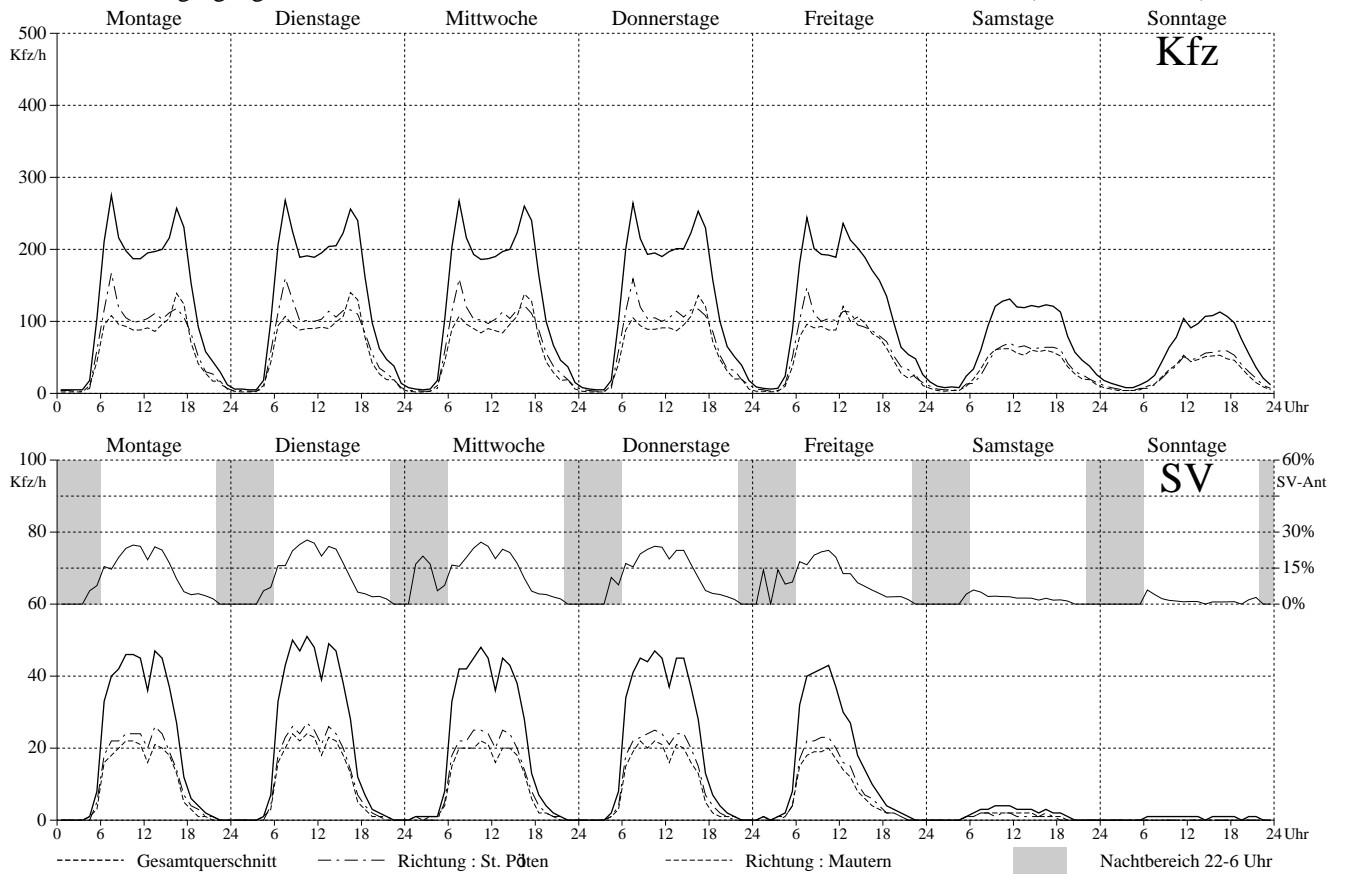 Montage Dienstage Mittwoche Donnerstage Freitage Samstage Sonntage
500
Kfz/h
Kfz
400
300
200
100
0
0 6 12 18 24 6 12 18 24 6 12 18 24 6 12 18 24 6 12 18 24 6 12 18 24 6 12 18 24 Uhr
Montage Dienstage Mittwoche Donnerstage Freitage Samstage Sonntage
100 60%
Kfz/h SV SV-Ant
80 30%
15%
60 0%
40
20
0
0 6 12 18 24 6 12 18 24 6 12 18 24 6 12 18 24 6 12 18 24 6 12 18 24 6 12 18 24 Uhr
Gesamtquerschnitt Richtung : St. Pölten Richtung : Mautern Nachtbereich 22-6 Uhr